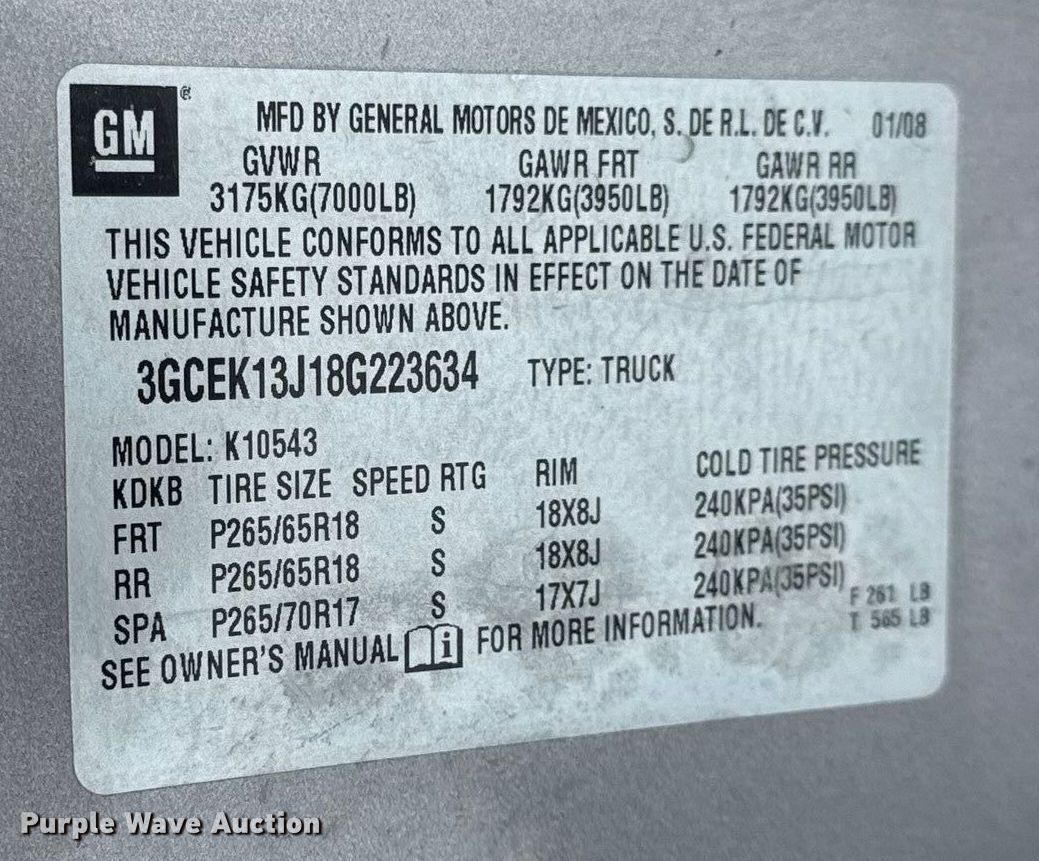 GM ®
MFD BY GENERAL MOTORS DE MEXICO, S. DE R.L. DE C.V. 01/08
GVWR GAWR FRT GAWR RR
3175KG(7000LB) 1792KG(3950LB) 1792KG(3950LB)
THIS VEHICLE CONFORMS TO ALL APPLICABLE U.S. FEDERAL MOTOR
VEHICLE SAFETY STANDARDS IN EFFECT ON THE DATE OF
MANUFACTURE SHOWN ABOVE.
3GCEK13J18G223634 TYPE: TRUCK
MODEL: K10543
KDKB TIRE SIZE SPEED RTG RIM COLD TIRE PRESSURE
FRT P265/65R18 S 18X8J 240KPA(35PSI)
RR P265/65R18 S 18X8J 240KPA(35PSI)
SPA P265/70R17 S 17X7J 240KPA(35PSI)
F 261 LB
T 565 LB
SEE OWNER'S MANUAL i FOR MORE INFORMATION.
Purple Wave Auction